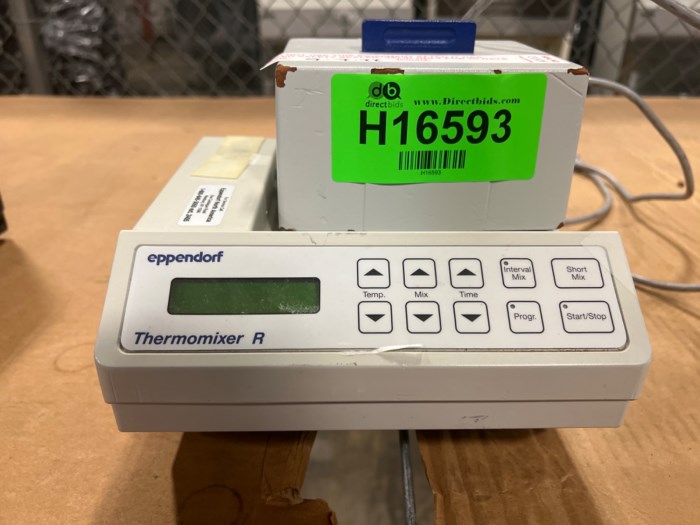 db
directbids
www.Directbids.com
H16593
H16593
eppendorf
Temp.
Mix
Time
Interval
Mix
Short
Mix
Progr.
Start/Stop
Thermomixer R